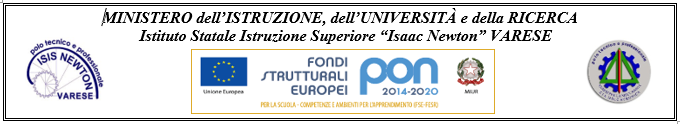 MINISTERO dell’ISTRUZIONE, dell’UNIVERSITÀ e della RICERCA
Istituto Statale Istruzione Superiore “Isaac Newton” VARESE
polo tecnico e professionale
ISIS NEWTON
VARESE
Unione Europea
FONDI
STRUTTURALI
EUROPEI
pon
2014-2020
MIUR
PER LA SCUOLA - COMPETENZE E AMBIENTI PER L'APPRENDIMENTO (FSE-FESR)